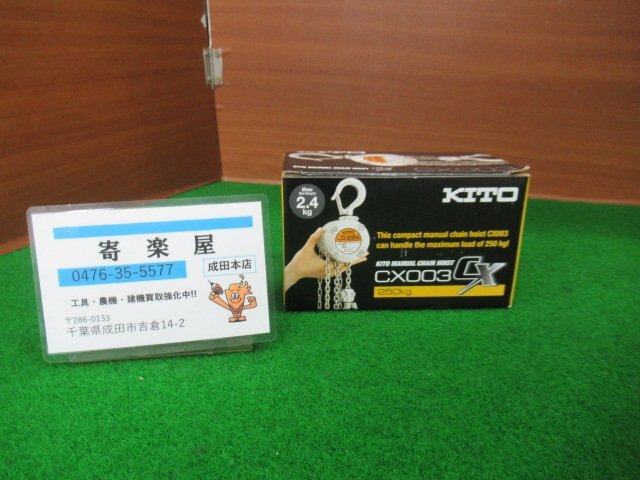 寄楽屋
0476-35-5577
成田本店
工具・農機・建機買取強化中!!
〒286-0133
千葉県成田市吉倉14-2
Mass
2.4
kg
KITO
This compact manual chain hoist CX003
can handle the maximum load of 250 kg!
KITO MANUAL CHAIN HOIST
CX003 CX
250kg